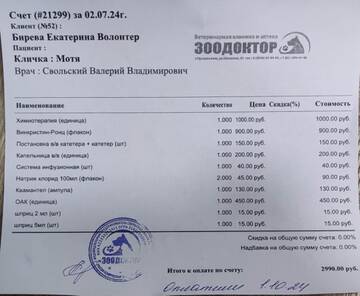 Счет (#21299) за 02.07.24г.
Клиент (№52) :
Бирева Екатерина Волонтер
Пациент :
Кличка : Мотя
Врач : Свольский Валерий Владимирович
Ветеринарная клиника и аптека
ЗООДОКТОР
Наименование Количество Цена Скидка(%) Стоимость
Химиотерапия (единица) 1.000 1000.00 руб. 1000.00 руб.
Винкристин-Ронц (флакон) 1.000 900.00 руб. 900.00 руб.
Постановка в/в катетера + катетер (шт) 1.000 150.00 руб. 150.00 руб.
Капельница в/в (единица) 1.000 200.00 руб. 200.00 руб.
Система инфузионная (шт) 1.000 40.00 руб. 40.00 руб.
Натрия хлорид 100мл (флакон) 2.000 45.00 руб. 90.00 руб.
Квамател (ампула) 1.000 130.00 руб. 130.00 руб.
ОАК (единица) 1.000 450.00 руб. 450.00 руб.
шприц 2 мл (шт) 1.000 15.00 руб. 15.00 руб.
шприц 5мл (шт) 1.000 15.00 руб. 15.00 руб.
Скидка на общую сумму счета: 0.00%
Надбавка на общую сумму счета: 0.00%
ЗООДОКТОР
Итого к оплате по счету: 2990.00 руб.